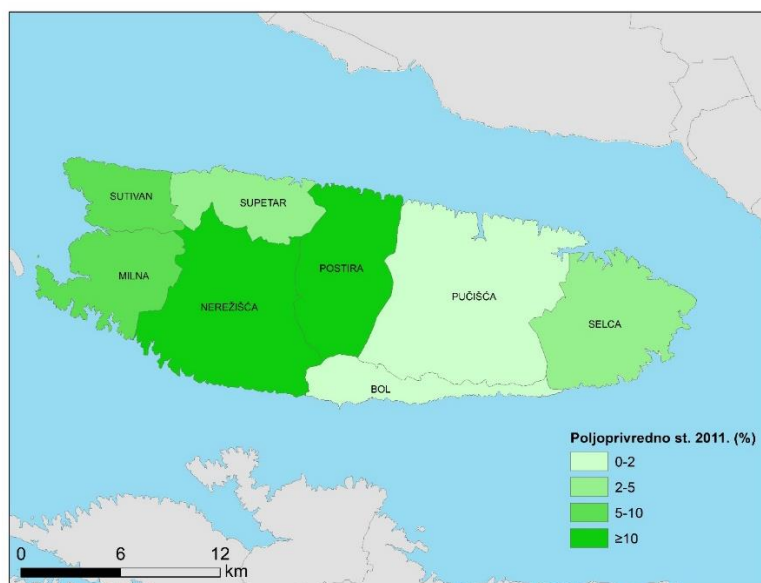 SUTIVAN
SUPETAR
MILNA
NEREŽIŠĆA
POSTIRA
PUČIŠĆA
SELCA
BOL
Poljoprivredno st. 2011. (%)
0-2
2-5
5-10
≥10
0 6 12
km